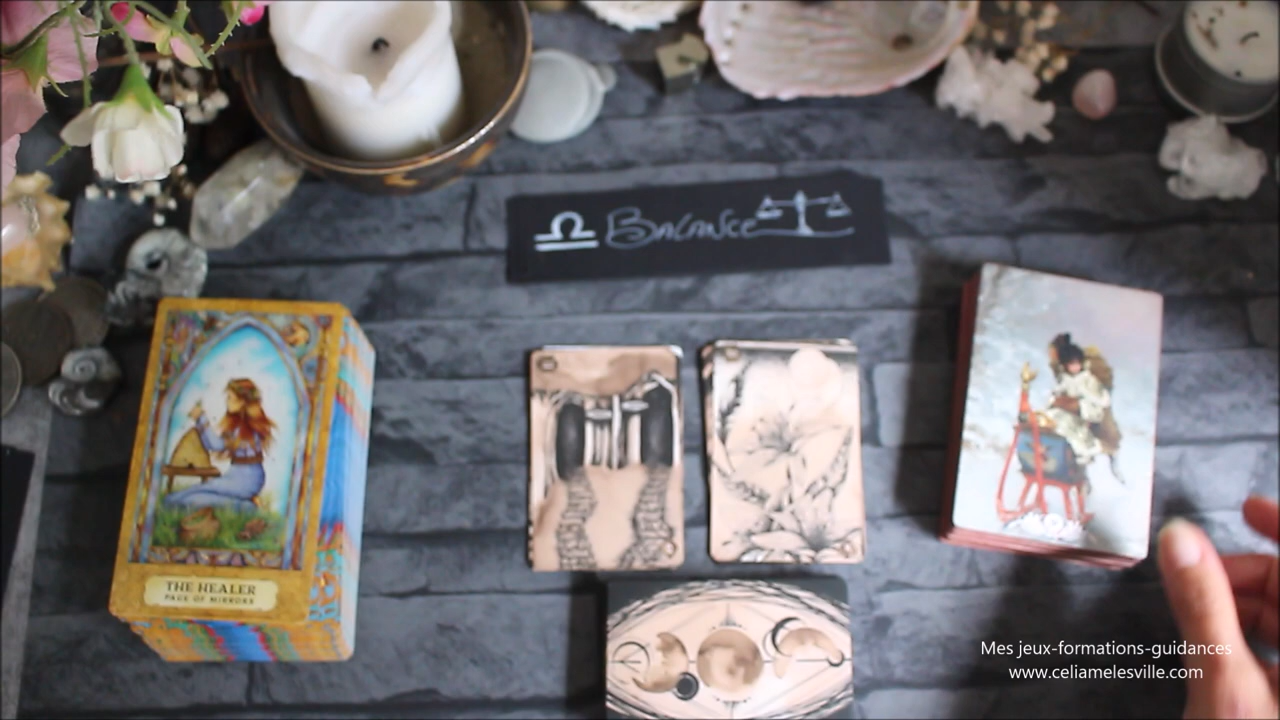 ♎ Balance
THE HEALER
PAGE OF MIRRORS
Mes jeux-formations-guidances
www.celiamelesville.com